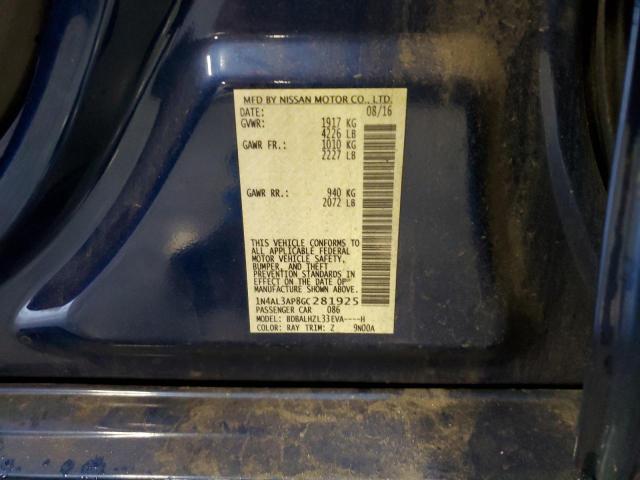 MFD BY NISSAN MOTOR CO., LTD.
DATE: 08/16
GVWR: 1917 KG
4226 LB
GAWR FR.: 1010 KG
2227 LB
GAWR RR.: 940 KG
2072 LB
THIS VEHICLE CONFORMS TO
ALL APPLICABLE FEDERAL
MOTOR VEHICLE SAFETY,
BUMPER, AND THEFT
PREVENTION STANDARDS IN
EFFECT ON THE DATE OF
MANUFACTURE SHOWN ABOVE.
1N4AL3AP8GC281925
PASSENGER CAR 086
MODEL: BDBALHZL33EVA----H
COLOR: RAY TRIM: Z 9N00A